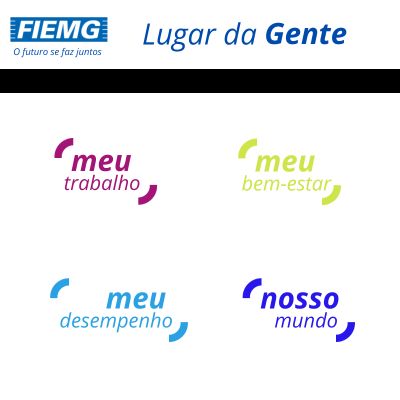 FIEMG
O futuro se faz juntos
Lugar da Gente
meu
trabalho
meu
bem-estar
meu
desempenho
nosso
mundo